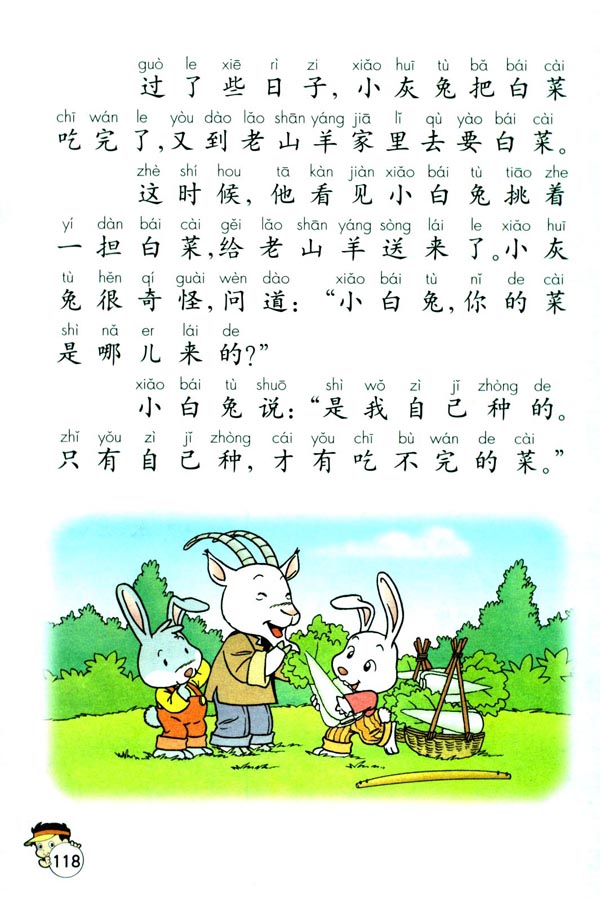 guò le xiē rì zi xiǎo huī tù bǎ bái cài
过了些日子，小灰兔把白菜
chī wán le yòu dào lǎo shān yáng jiā lǐ qù yào bái cài
吃完了，又到老山羊家里去要白菜。
zhè shí hou tā kàn jiàn xiǎo bái tù tiāo zhe
这时候，他看见小白兔挑着
yí dàn bái cài gěi lǎo shān yáng sòng lái le xiǎo huī
一担白菜，给老山羊送来了。小灰
tù hěn qí guài wèn dào xiǎo bái tù nǐ de cài
兔很奇怪，问道：“小白兔，你的菜
shì nǎ er lái de
是哪儿来的？”
xiǎo bái tù shuō shì wǒ zì jǐ zhòng de
小白兔说：“是我自己种的。
zhǐ yǒu zì jǐ zhòng cái yǒu chī bù wán de cài
只有自己种，才有吃不完的菜。”
118